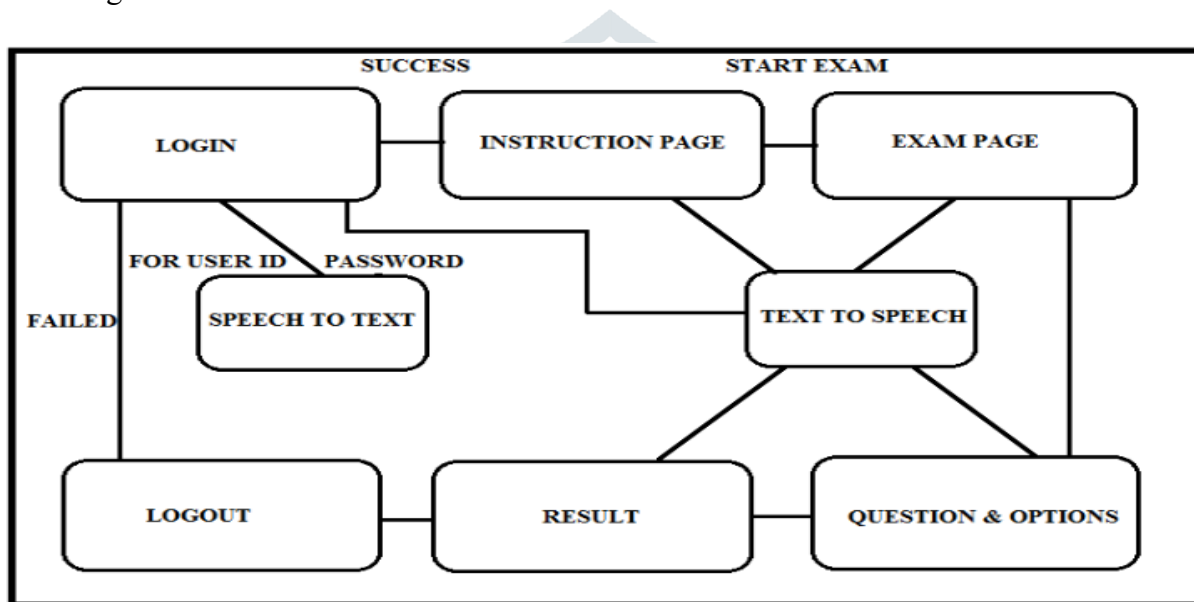 SUCCESS START EXAM
LOGIN INSTRUCTION PAGE EXAM PAGE
FOR USER ID PASSWORD
FAILED SPEECH TO TEXT TEXT TO SPEECH
LOGOUT RESULT QUESTION & OPTIONS